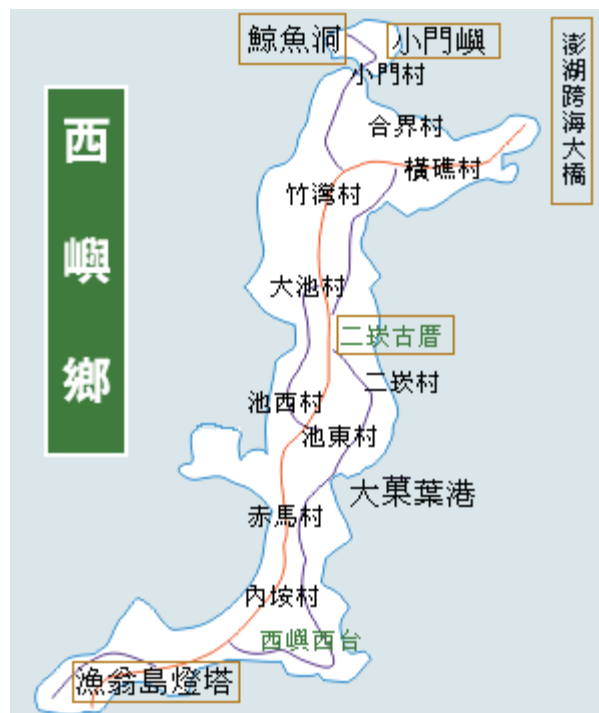 鯨魚洞
小門嶼
澎湖跨海大橋
小門村
西嶼鄉
合界村
橫礁村
竹灣村
大池村
二崁古厝
二崁村
池西村
池東村
大菓葉港
赤馬村
內垵村
西嶼西台
漁翁島燈塔